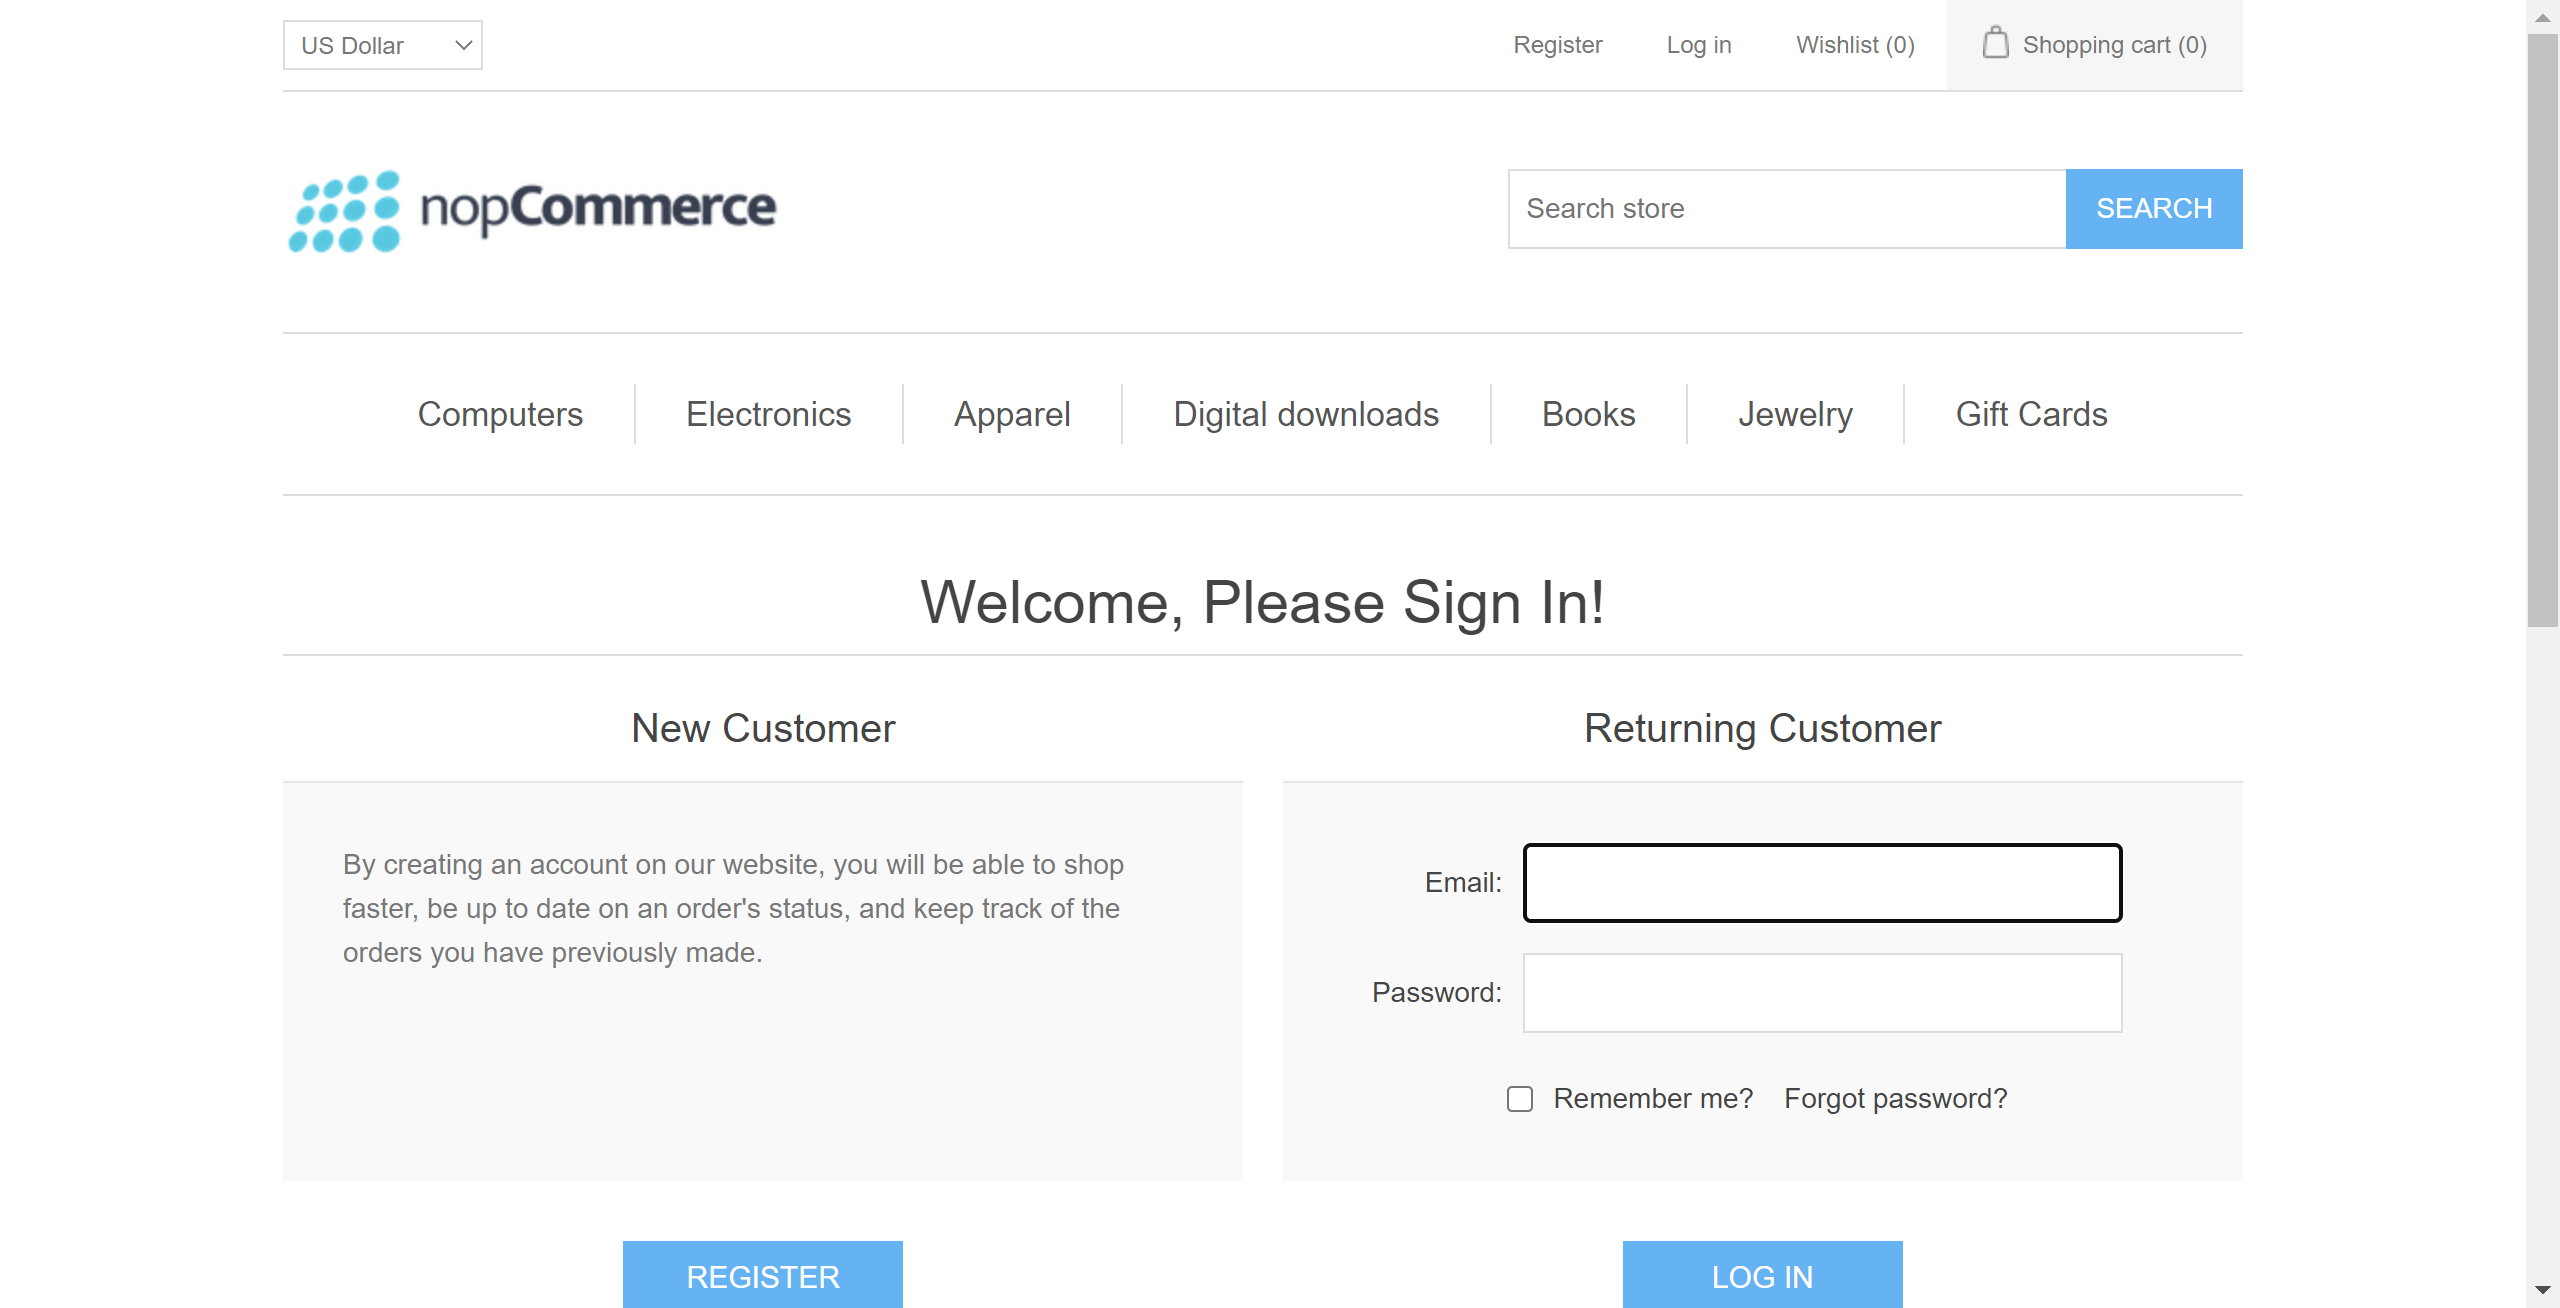 US Dollar
Register
Log in
Wishlist (0)
Shopping cart (0)
nopCommerce
Search store
SEARCH
Computers
Electronics
Apparel
Digital downloads
Books
Jewelry
Gift Cards
Welcome, Please Sign In!
New Customer
By creating an account on our website, you will be able to shop
faster, be up to date on an order's status, and keep track of the
orders you have previously made.
REGISTER
Returning Customer
Email:
Password:
Remember me?
Forgot password?
LOG IN